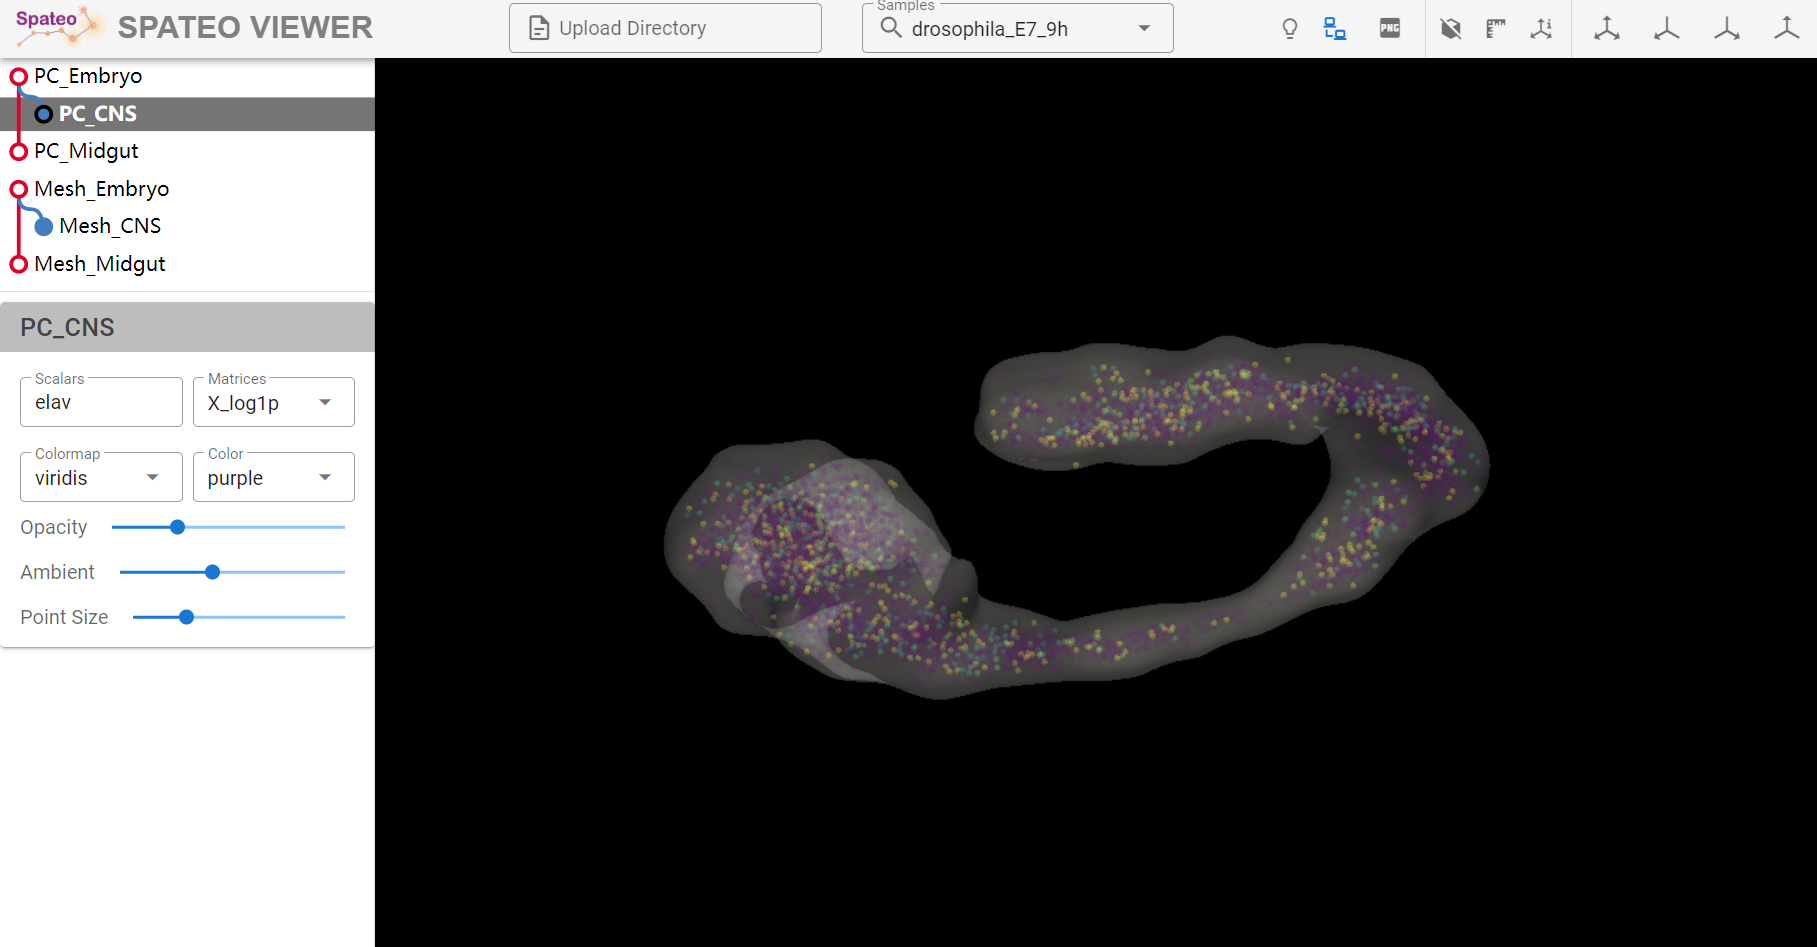 Spateo
SPATEO VIEWER
Upload Directory
Samples
drosophila_E7_9h
PNG
i
PC_Embryo
PC_CNS
PC_Midgut
Mesh_Embryo
Mesh_CNS
Mesh_Midgut
PC_CNS
Scalars
elav
Matrices
X_log1p
Colormap
viridis
Color
purple
Opacity
Ambient
Point Size